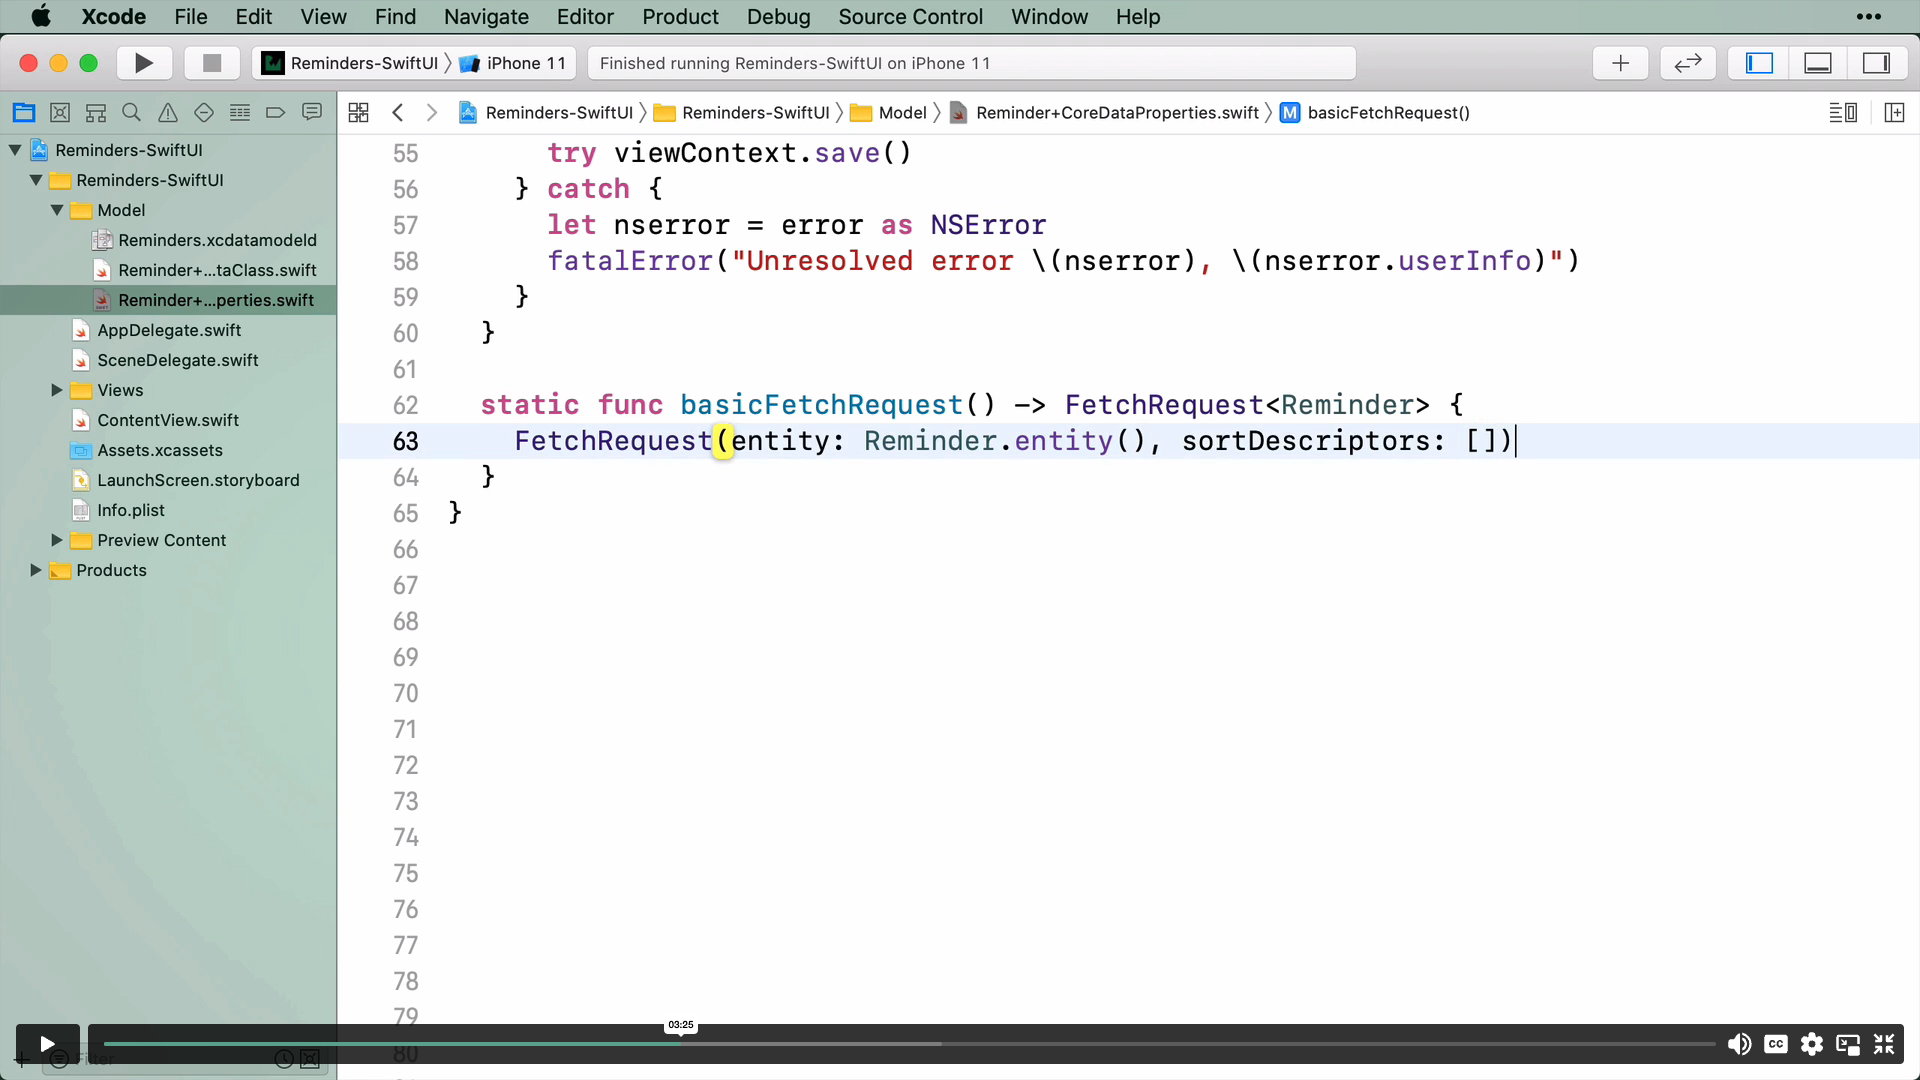 Xcode File Edit View Find Navigate Editor Product Debug Source Control Window Help
Reminders-SwiftUI iPhone 11 Finished running Reminders-SwiftUI on iPhone 11
Reminders-SwiftUI Reminders-SwiftUI Model Reminder+CoreDataProperties.swift M basicFetchRequest()
Reminders-SwiftUI
Reminders-SwiftUI
Model
Reminders.xcdatamodeld
Reminder+...taClass.swift
Reminder+...perties.swift
AppDelegate.swift
SceneDelegate.swift
Views
ContentView.swift
Assets.xcassets
LaunchScreen.storyboard
Info.plist
Preview Content
Products
55 try viewContext.save()
56 } catch {
57 let nserror = error as NSError
58 fatalError("Unresolved error \(nserror), \(nserror.userInfo)")
59 }
60 }
61
62 static func basicFetchRequest() -> FetchRequest<Reminder> {
63 FetchRequest(entity: Reminder.entity(), sortDescriptors: [])
64 }
65 }
66
67
68
69
70
71
72
73
74
75
76
77
78
79
80
03:25
Filter
CC